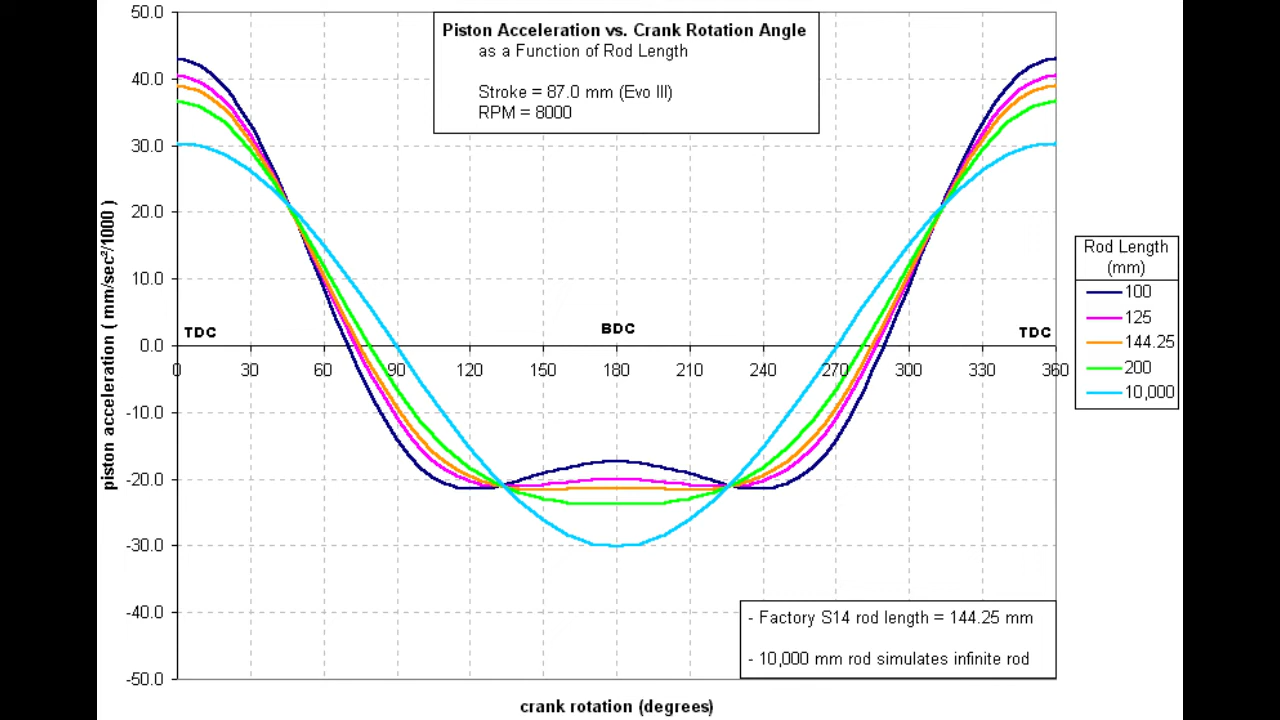 Piston Acceleration vs. Crank Rotation Angle
as a Function of Rod Length
Stroke = 87.0 mm (Evo III)
RPM = 8000
50.0
40.0
30.0
20.0
10.0
0.0
-10.0
-20.0
-30.0
-40.0
-50.0
piston acceleration ( mm/sec²/1000 )
TDC
BDC
TDC
0 30 60 90 120 150 180 210 240 270 300 330 360
Rod Length
(mm)
100
125
144.25
200
10,000
- Factory S14 rod length = 144.25 mm
- 10,000 mm rod simulates infinite rod
crank rotation (degrees)